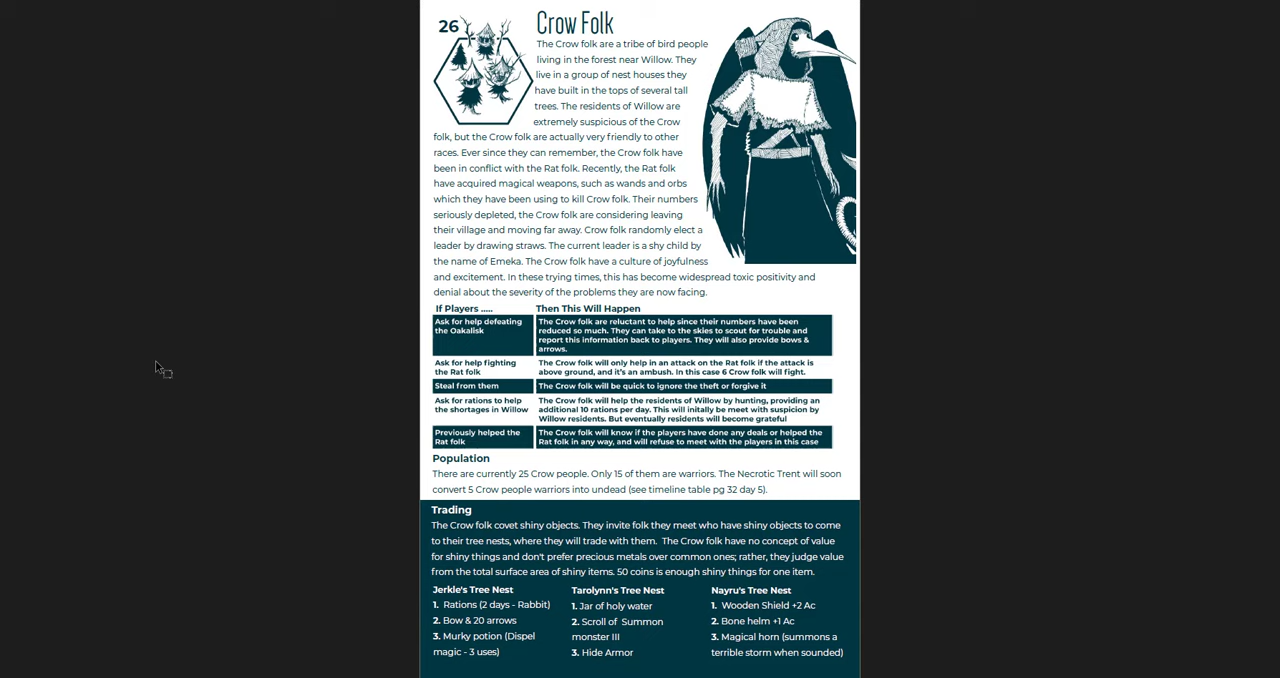 26
Crow Folk
The Crow folk are a tribe of bird people
living in the forest near Willow. They
live in a group of nest houses they
have built in the tops of several tall
trees. The residents of Willow are
extremely suspicious of the Crow
folk, but the Crow folk are actually very friendly to other
races. Ever since they can remember, the Crow folk have
been in conflict with the Rat folk. Recently, the Rat folk
have acquired magical weapons, such as wands and orbs
which they have been using to kill Crow folk. Their numbers
seriously depleted, the Crow folk are considering leaving
their village and moving far away. Crow folk randomly elect a
leader by drawing straws. The current leader is a shy child by
the name of Emeka. The Crow folk have a culture of joyfulness
and excitement. In these trying times, this has become widespread toxic positivity and
denial about the severity of the problems they are now facing.
If Players ..... Then This Will Happen
Ask for help defeating
the Oakalisk
The Crow folk are reluctant to help since their numbers have been
reduced so much. They can take to the skies to scout for trouble and
report this information back to players. They will also provide bows &
arrows.
Ask for help fighting
the Rat folk
The Crow folk will only help in an attack on the Rat folk if the attack is
above ground, and it's an ambush. In this case 6 Crow folk will fight.
Steal from them
The Crow folk will be quick to ignore the theft or forgive it
Ask for rations to help
the shortages in Willow
The Crow folk will help the residents of Willow by hunting, providing an
additional 10 rations per day. This will initally be meet with suspicion by
Willow residents. But eventually residents will become grateful
Previously helped the
Rat folk
The Crow folk will know if the players have done any deals or helped the
Rat folk in any way, and will refuse to meet with the players in this case
Population
There are currently 25 Crow people. Only 15 of them are warriors. The Necrotic Trent will soon
convert 5 Crow people warriors into undead (see timeline table pg 32 day 5).
Trading
The Crow folk covet shiny objects. They invite folk they meet who have shiny objects to come
to their tree nests, where they will trade with them. The Crow folk have no concept of value
for shiny things and don't prefer precious metals over common ones; rather, they judge value
from the total surface area of shiny items. 50 coins is enough shiny things for one item.
Jerkle's Tree Nest
1. Rations (2 days - Rabbit)
2. Bow & 20 arrows
3. Murky potion (Dispel
magic - 3 uses)
Tarolynn's Tree Nest
1. Jar of holy water
2. Scroll of Summon
monster III
3. Hide Armor
Nayru's Tree Nest
1. Wooden Shield +2 Ac
2. Bone helm +1 Ac
3. Magical horn (summons a
terrible storm when sounded)